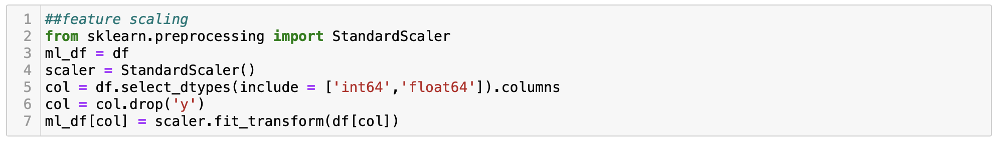 1 ##feature scaling
2 from sklearn.preprocessing import StandardScaler
3 ml_df = df
4 scaler = StandardScaler()
5 col = df.select_dtypes(include = ['int64','float64']).columns
6 col = col.drop('y')
7 ml_df[col] = scaler.fit_transform(df[col])